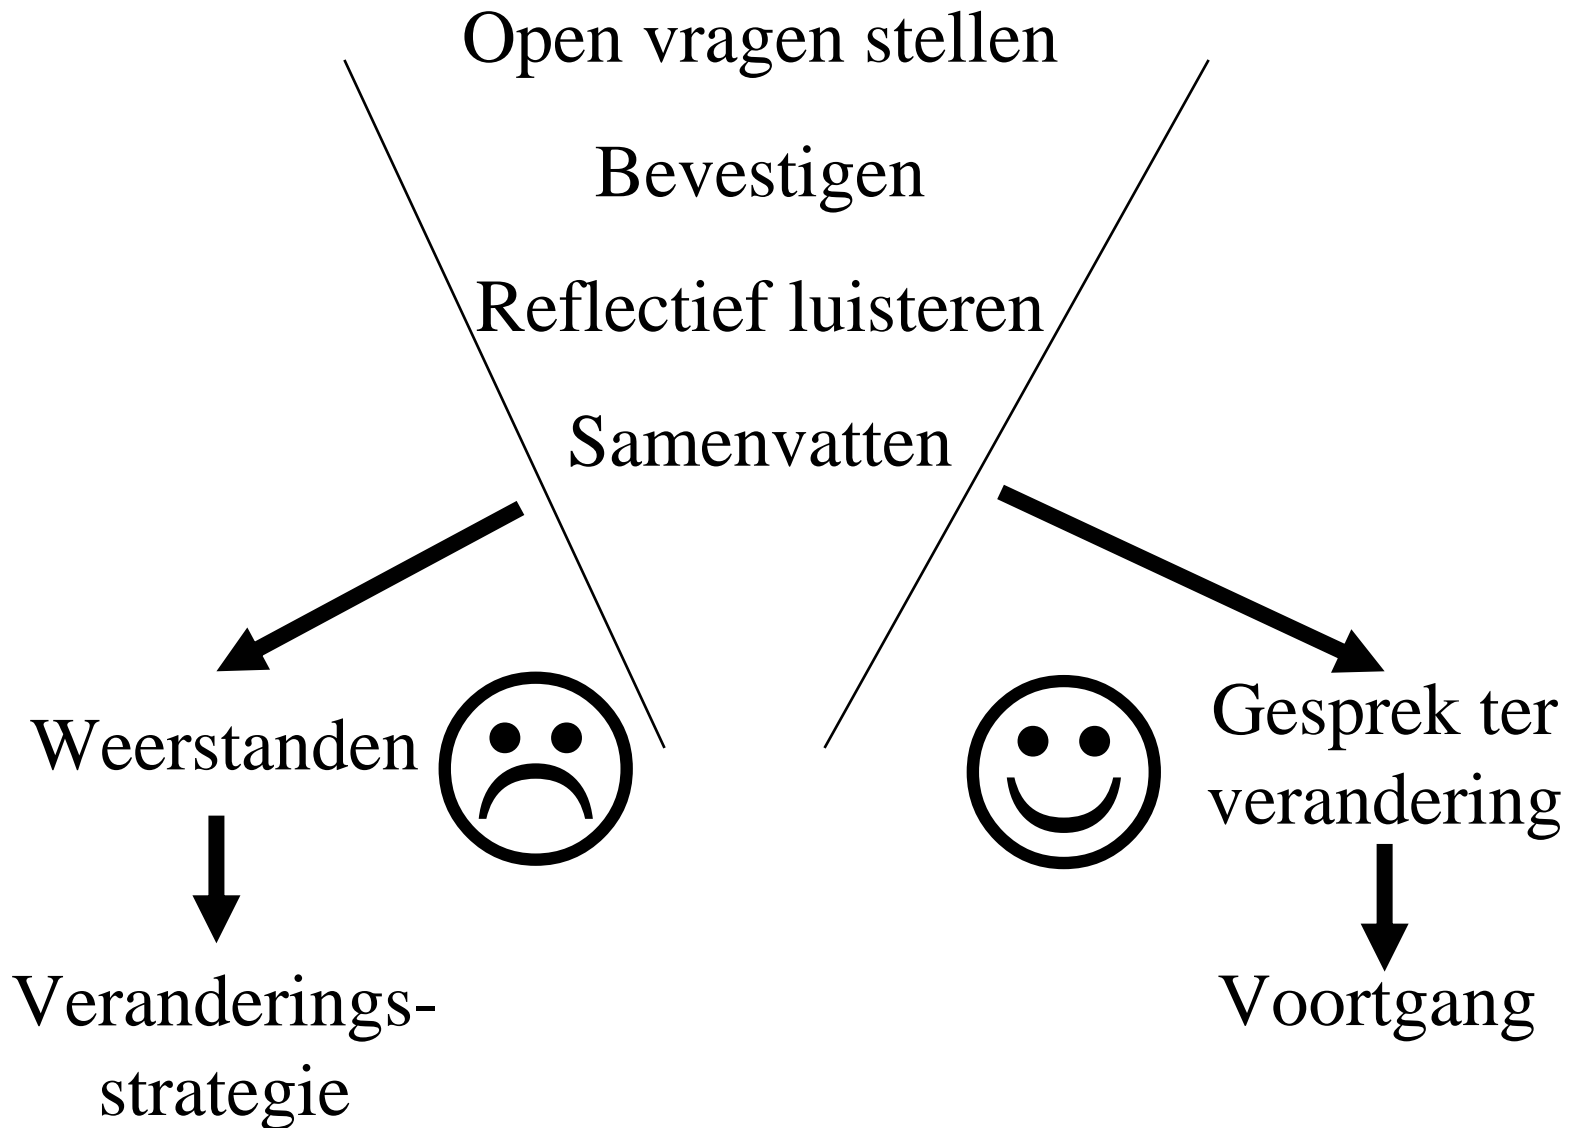 Open vragen stellen
Bevestigen
Reflectief luisteren
Samenvatten
Weerstanden
Gesprek ter
verandering
Veranderings-
strategie
Voortgang